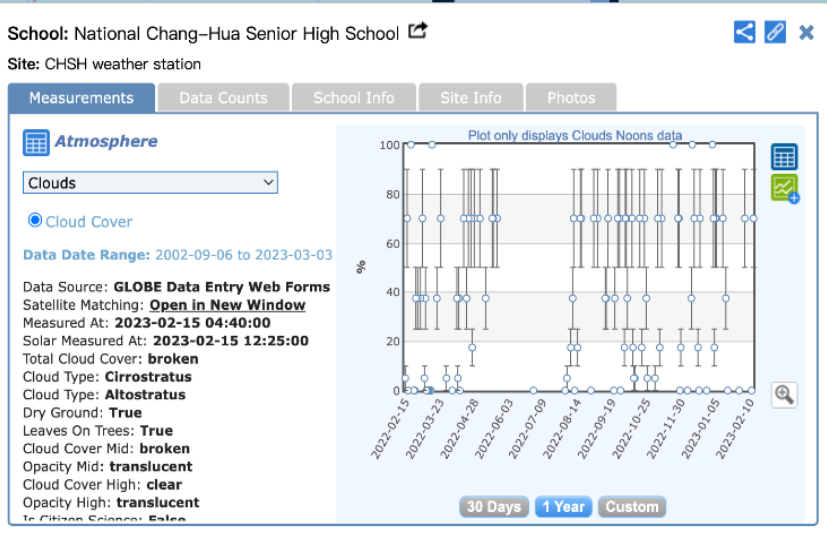 School: National Chang-Hua Senior High School
Site: CHSH weather station
Measurements Data Counts School Info Site Info Photos
Atmosphere
Clouds
Cloud Cover
Data Date Range: 2002-09-06 to 2023-03-03
Data Source: GLOBE Data Entry Web Forms
Satellite Matching: Open in New Window
Measured At: 2023-02-15 04:40:00
Solar Measured At: 2023-02-15 12:25:00
Total Cloud Cover: broken
Cloud Type: Cirrostratus
Cloud Type: Altostratus
Dry Ground: True
Leaves On Trees: True
Cloud Cover Mid: broken
Opacity Mid: translucent
Cloud Cover High: clear
Opacity High: translucent
Is Citizen Science: False
Plot only displays Clouds Noons data
100
80
60
%
40
20
0
2022-02-15
2022-03-23
2022-04-28
2022-06-03
2022-07-09
2022-08-14
2022-09-19
2022-10-25
2022-11-30
2023-01-05
2023-02-10
30 Days 1 Year Custom